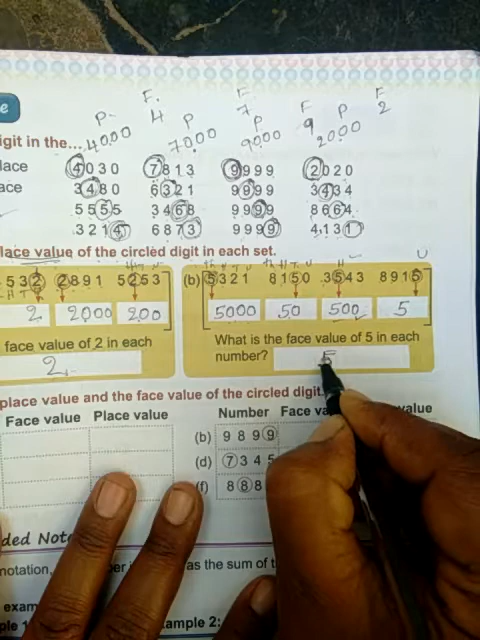 F.
P F 7 F P F
4 P 9 2
4000 7000 P 2000
9000
igit in the...
lace 4030 7813 9999 2020
ace 3480 6321 9999 3434
5555 3468 9999 8664
3214 6873 9999 4131
lace value of the circled digit in each set.
532 2891 5253 (b) 5321 8150 3543 8915
2 2000 200 5000 50 500 5
face value of 2 in each What is the face value of 5 in each
2 number? 5
place value and the face value of the circled digit.
Face value Place value Number Face value
(b) 9899
(d) 7345
(f) 888
ded
notation, as the sum of
exam
ample 2: